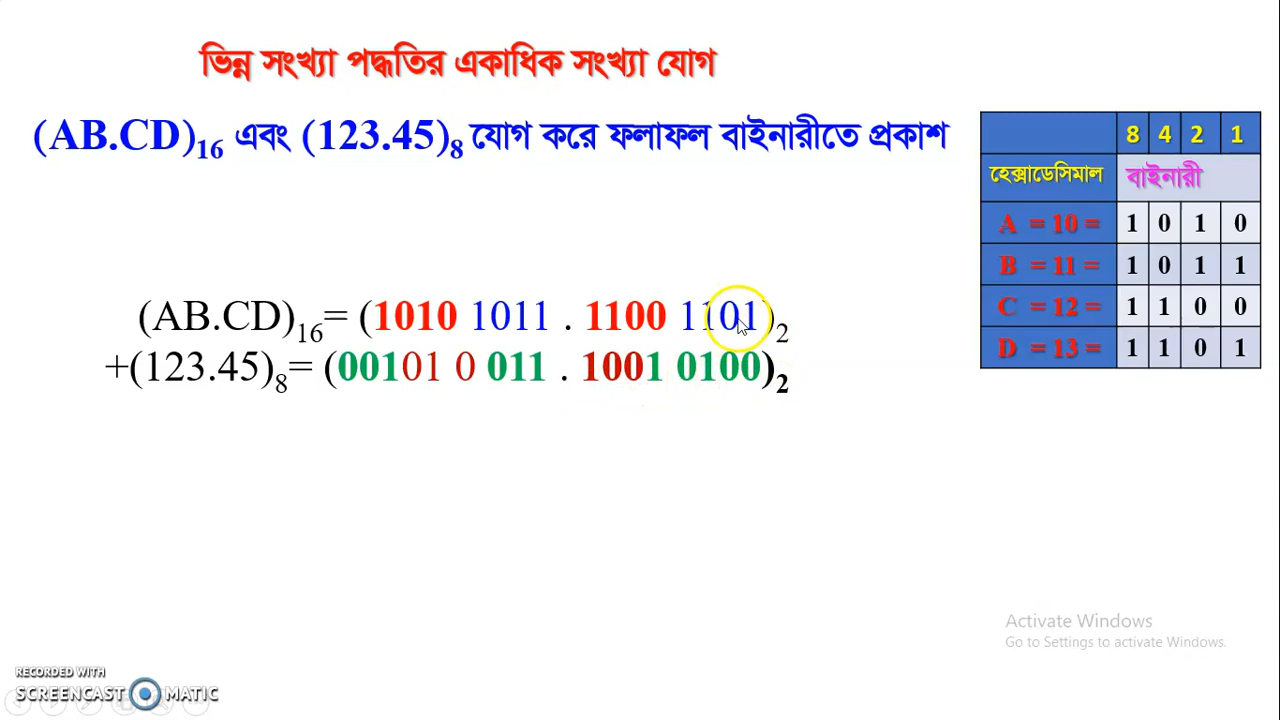 ভিন্ন সংখ্যা পদ্ধতির একাধিক সংখ্যা যোগ
(AB.CD)₁₆ এবং (123.45)₈ যোগ করে ফলাফল বাইনারীতে প্রকাশ
8 4 2 1
হেক্সাডেসিমাল বাইনারী
A = 10 = 1 0 1 0
B = 11 = 1 0 1 1
C = 12 = 1 1 0 0
D = 13 = 1 1 0 1
(AB.CD)₁₆= (1010 1011 . 1100 1101)₂
+(123.45)₈= (00101 0 011 . 1001 0100)₂
Activate Windows
Go to Settings to activate Windows.
RECORDED WITH
SCREENCAST MATIC